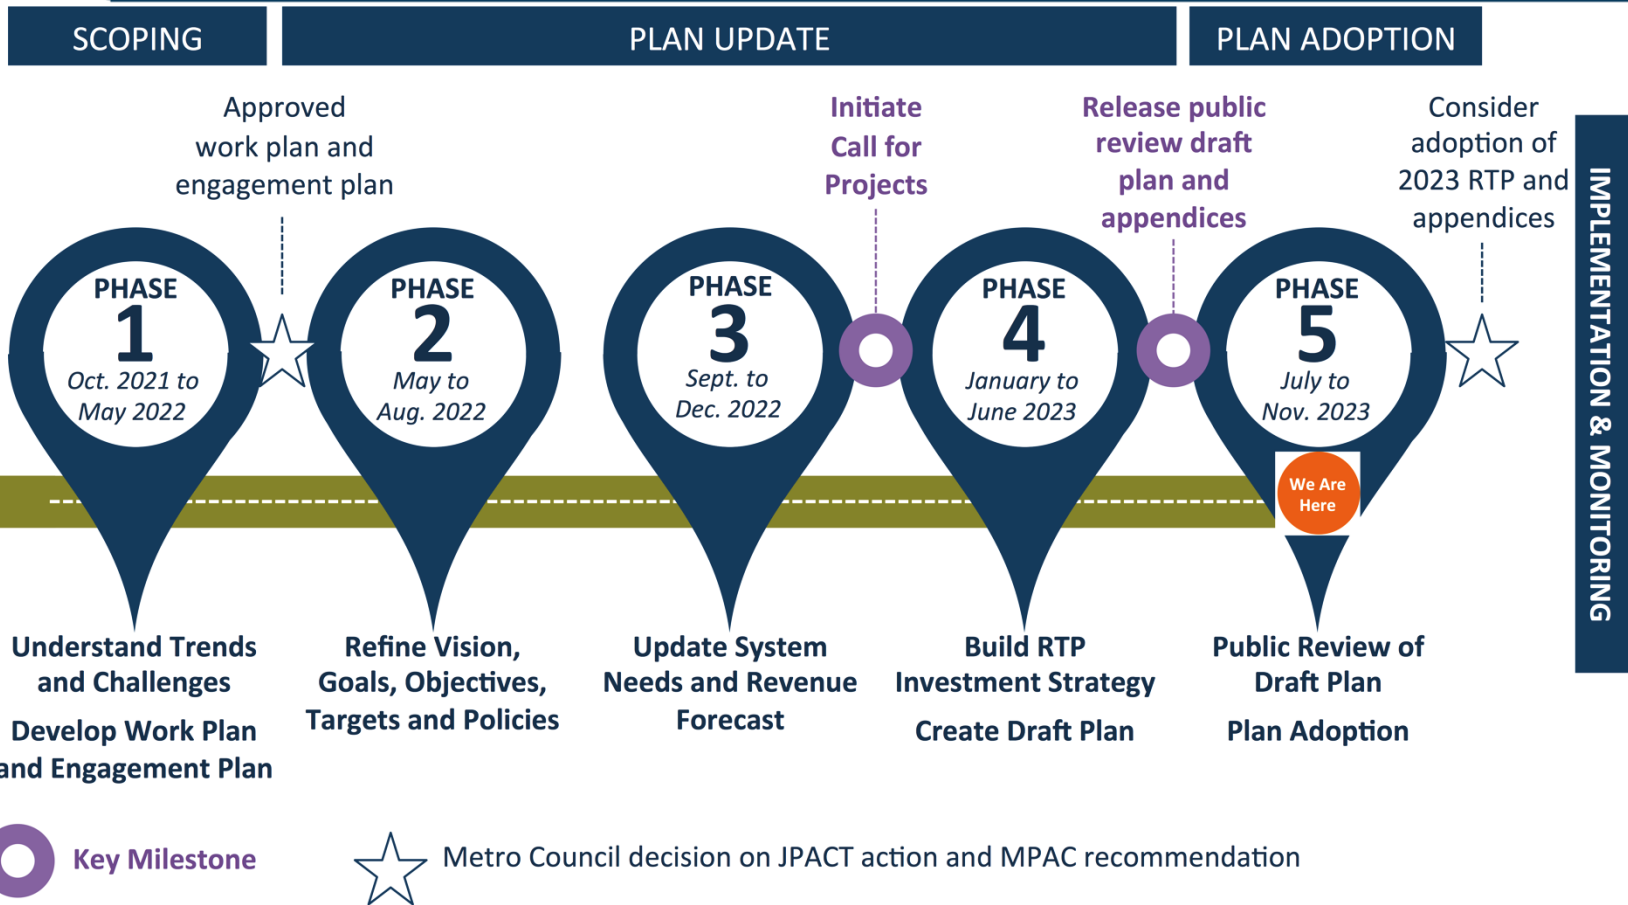 SCOPING
PLAN UPDATE
PLAN ADOPTION
Approved
work plan and
engagement plan
Initiate
Call for
Projects
Release public
review draft
plan and
appendices
Consider
adoption of
2023 RTP and
appendices
PHASE
1
Oct. 2021 to
May 2022
PHASE
2
May to
Aug. 2022
PHASE
3
Sept. to
Dec. 2022
PHASE
4
January to
June 2023
PHASE
5
July to
Nov. 2023
We Are
Here
IMPLEMENTATION & MONITORING
Understand Trends
and Challenges
Develop Work Plan
and Engagement Plan
Refine Vision,
Goals, Objectives,
Targets and Policies
Update System
Needs and Revenue
Forecast
Build RTP
Investment Strategy
Create Draft Plan
Public Review of
Draft Plan
Plan Adoption
Key Milestone
Metro Council decision on JPACT action and MPAC recommendation